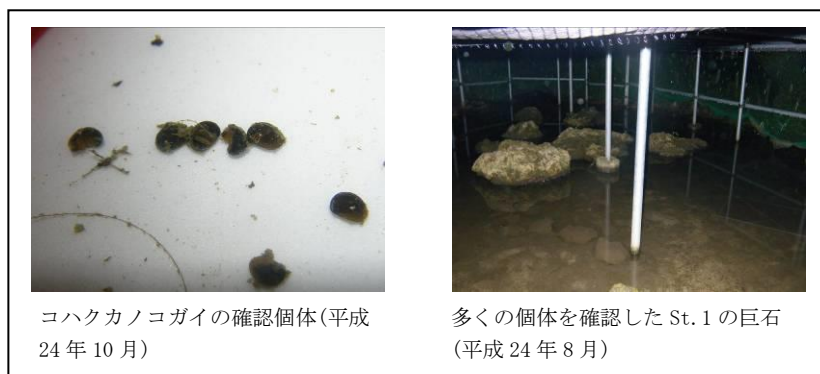 コハクカノコガイの確認個体(平成
24 年 10 月)
多くの個体を確認した St.1 の巨石
(平成 24 年 8 月)